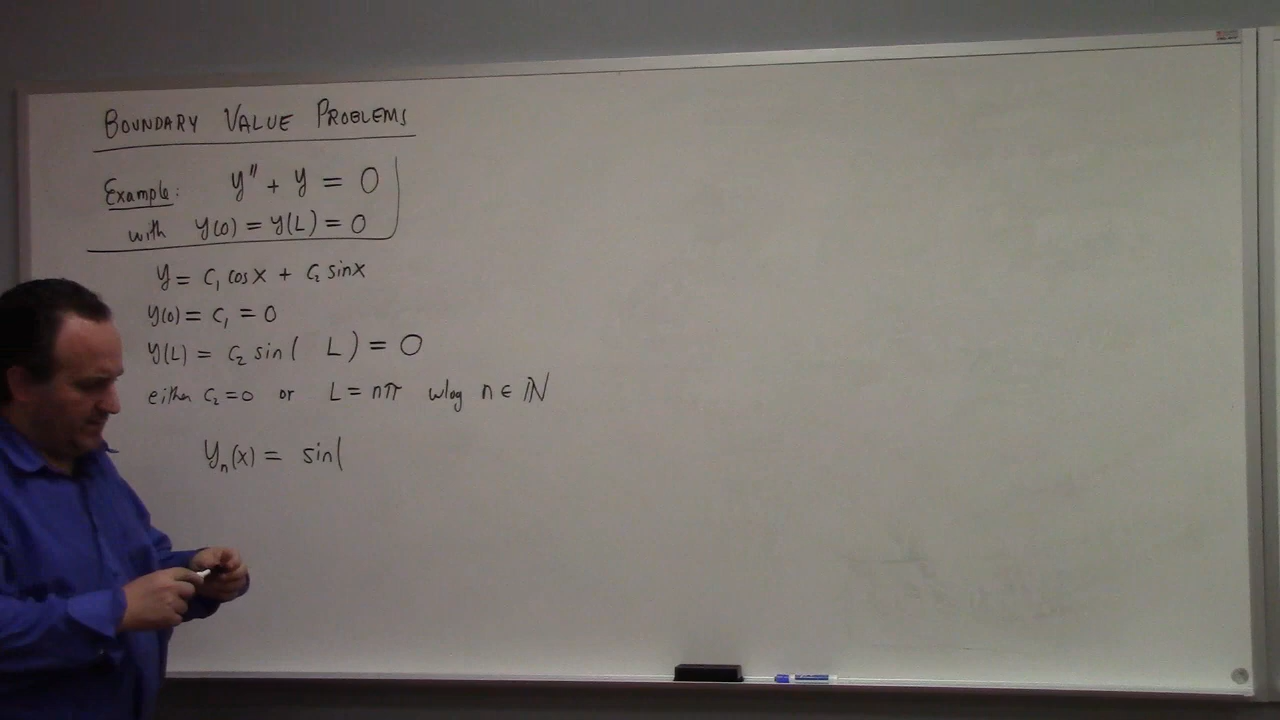 BOUNDARY VALUE PROBLEMS
Example: y'' + y = 0
with y(0) = y(L) = 0
y = c₁ cos x + c₂ sin x
y(0) = c₁ = 0
y(L) = c₂ sin( L ) = 0
either c₂ = 0 or L = nπ wlog n ∈ ℕ
yₙ(x) = sin(